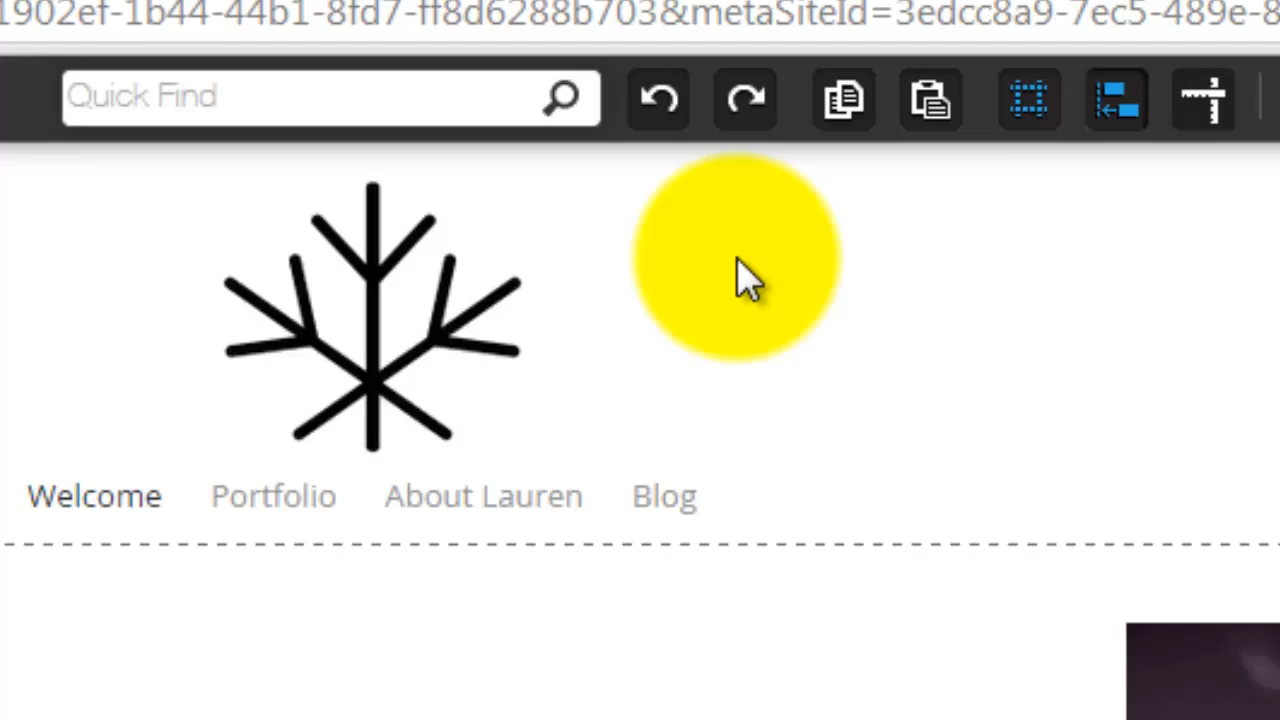 1902ef-1b44-44b1-8fd7-ff8d6288b703&metaSiteId=3edcc8a9-7ec5-489e-8
Quick Find
Welcome Portfolio About Lauren Blog